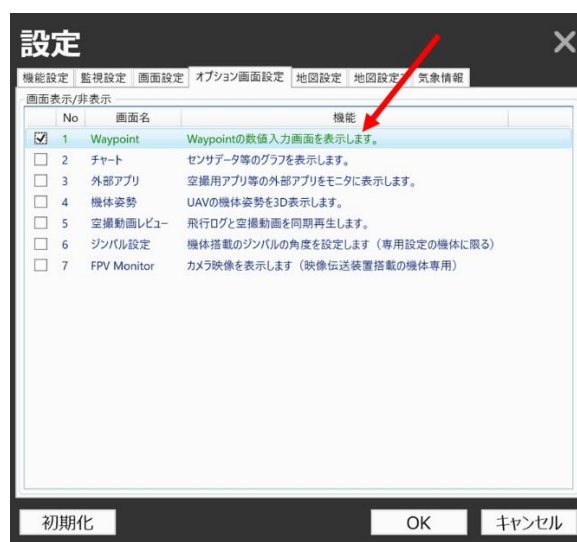 設定
機能設定 監視設定 画面設定 オプション画面設定 地図設定 地図設定 気象情報
画面表示/非表示
No 画面名 機能
1 Waypoint Waypointの数値入力画面を表示します。
2 チャート センサデータ等のグラフを表示します。
3 外部アプリ 空撮用アプリ等の外部アプリをモニタに表示します。
4 機体姿勢 UAVの機体姿勢を3D表示します。
5 空撮動画レビュー 飛行ログと空撮動画を同期再生します。
6 ジンバル設定 機体搭載のジンバルの角度を設定します（専用設定の機体に限る）
7 FPV Monitor カメラ映像を表示します（映像伝送装置搭載の機体専用）
初期化 OK キャンセル